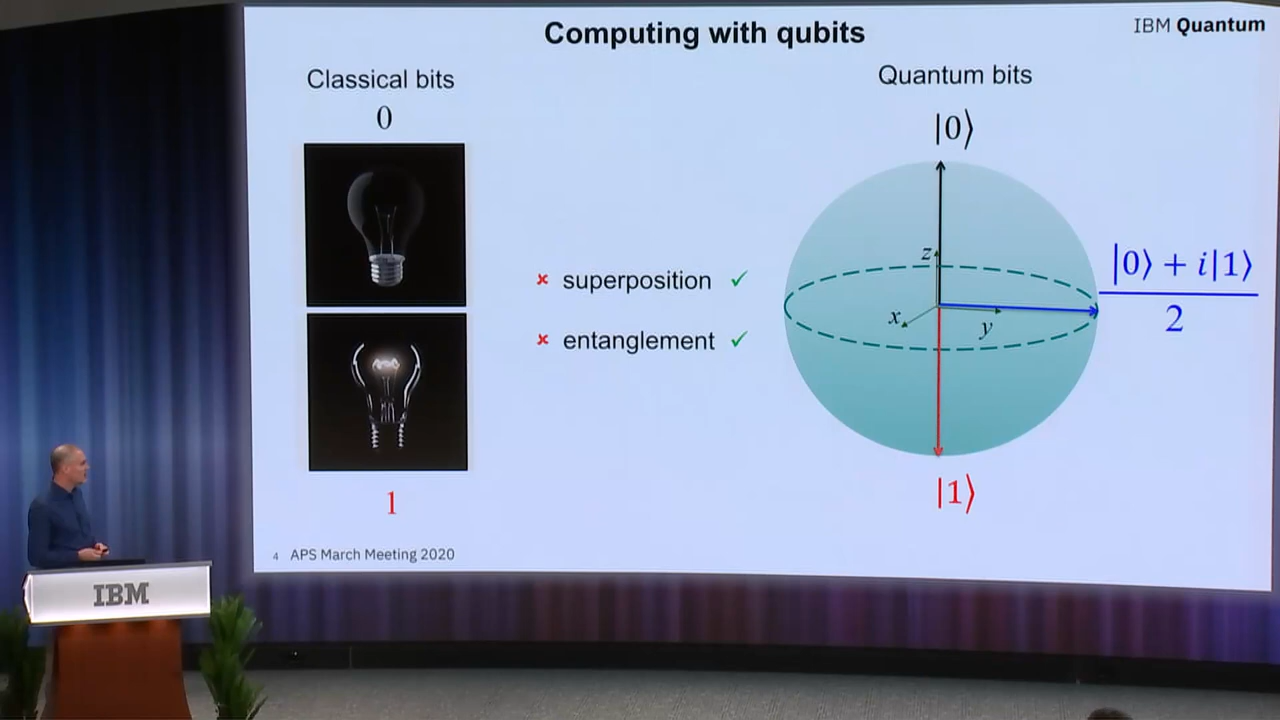 Computing with qubits
IBM Quantum
Classical bits
0
1
× superposition ✓
× entanglement ✓
Quantum bits
|0⟩
z
x
y
|0⟩ + i|1⟩
2
|1⟩
4 APS March Meeting 2020
IBM